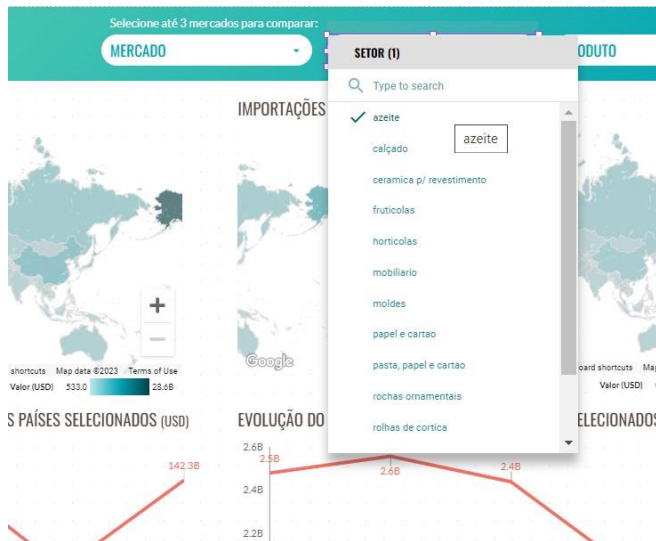 Selecione até 3 mercados para comparar:
MERCADO
SETOR (1)
ODUTO
Type to search
azeite
azeite
calçado
ceramica p/ revestimento
fruticolas
horticolas
mobiliario
moldes
papel e cartao
pasta, papel e cartao
rochas ornamentais
rolhas de cortica
IMPORTAÇÕES
+
−
Google
shortcuts Map data ©2023 Terms of Use
Valor (USD) 533.0 28.6B
oard shortcuts Ma
Valor (USD)
S PAÍSES SELECIONADOS (USD)
EVOLUÇÃO DO
ELECIONADOS
142.3B
2.6B
2.5B
2.6B
2.4B
2.4B
2.2B